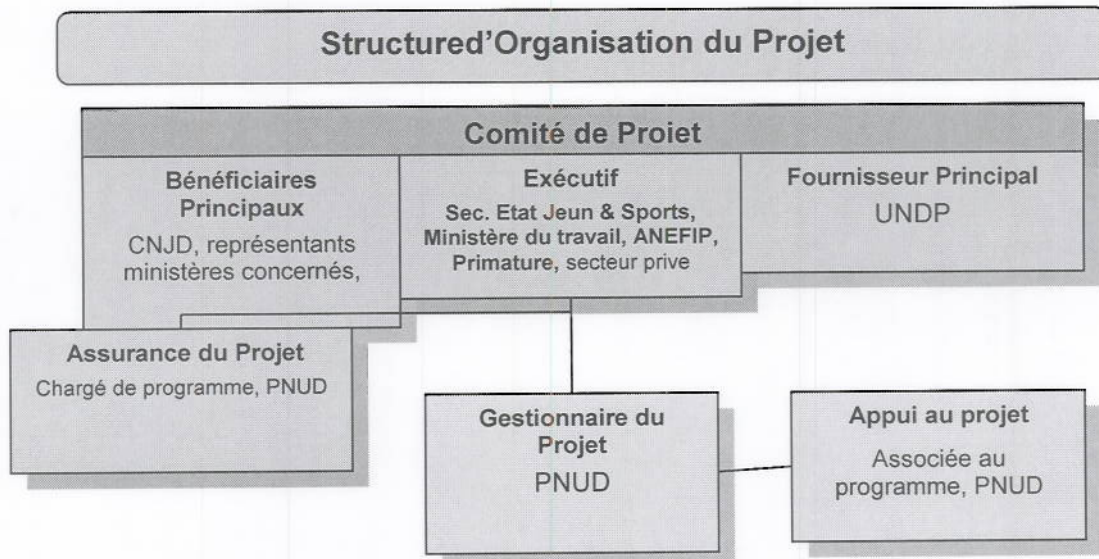 Structured’Organisation du Projet
Comité de Projet
Bénéficiaires
Principaux
CNJD, représentants
ministères concernés,
Exécutif
Sec. Etat Jeun & Sports,
Ministère du travail, ANEFIP,
Primature, secteur prive
Fournisseur Principal
UNDP
Assurance du Projet
Chargé de programme, PNUD
Gestionnaire du
Projet
PNUD
Appui au projet
Associée au
programme, PNUD